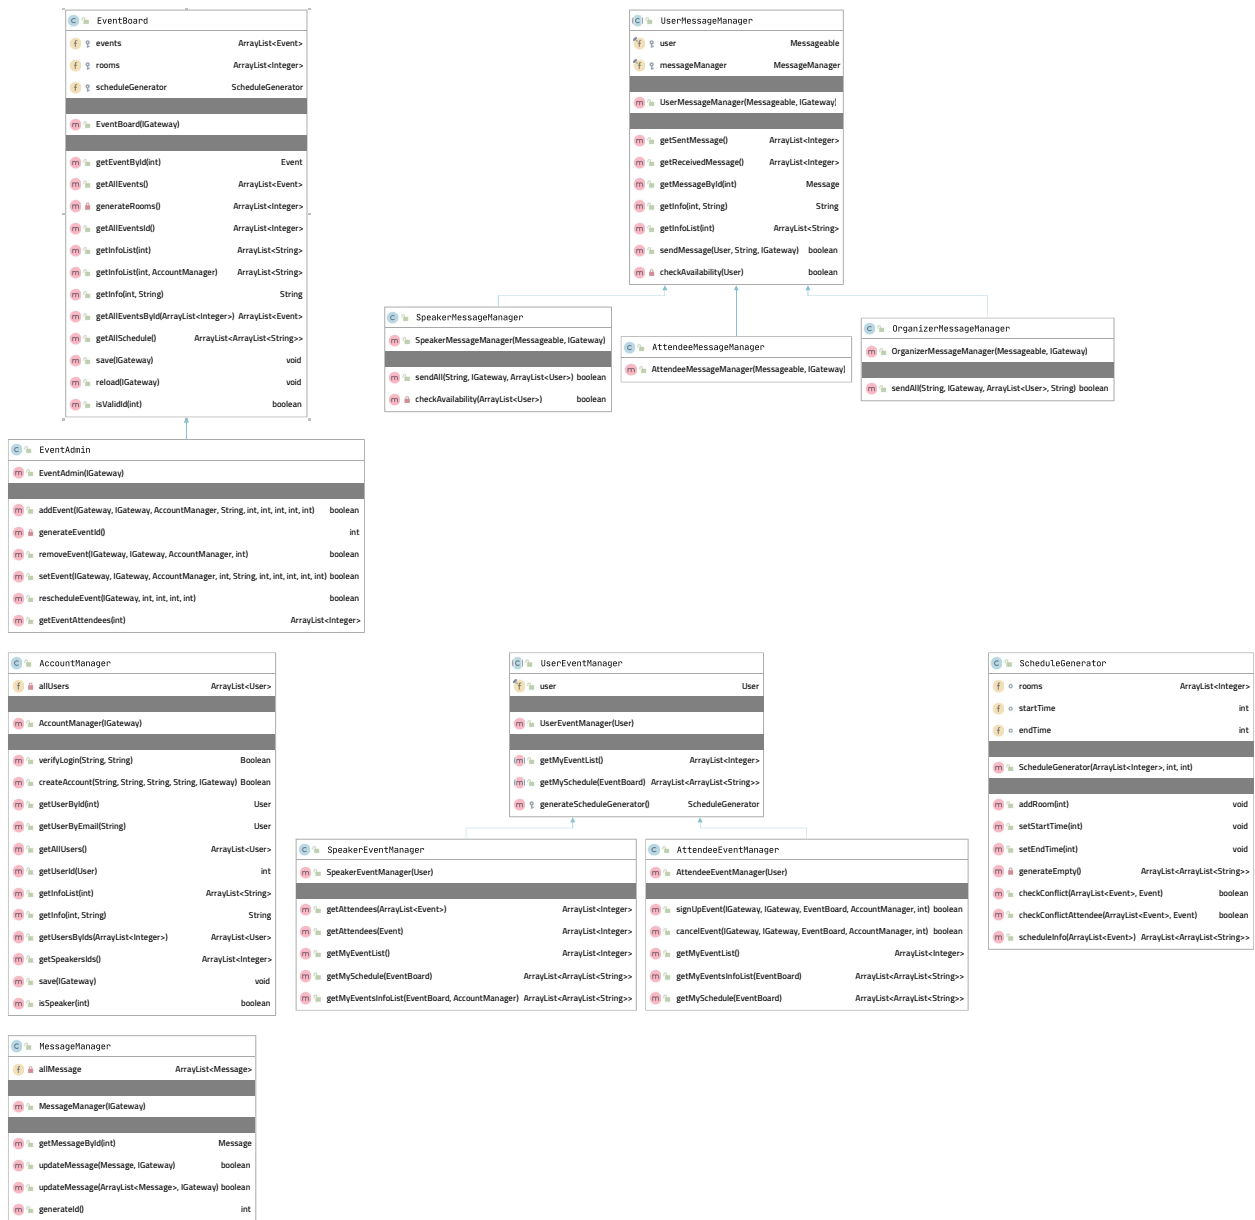 EventBoard
events ArrayList<Event>
rooms ArrayList<Integer>
scheduleGenerator ScheduleGenerator
EventBoard(IGateway)
getEventById(int) Event
getAllEvents() ArrayList<Event>
generateRooms() ArrayList<Integer>
getAllEventsId() ArrayList<Integer>
getInfoList(int) ArrayList<String>
getInfoList(int, AccountManager) ArrayList<String>
getInfo(int, String) String
getAllEventsById(ArrayList<Integer>) ArrayList<Event>
getAllSchedule() ArrayList<ArrayList<String>>
save(IGateway) void
reload(IGateway) void
isValidId(int) boolean
UserMessageManager
user Messageable
messageManager MessageManager
UserMessageManager(Messageable, IGateway)
getSentMessage() ArrayList<Integer>
getReceivedMessage() ArrayList<Integer>
getMessageById(int) Message
getInfo(int, String) String
getInfoList(int) ArrayList<String>
sendMessage(User, String, IGateway) boolean
checkAvailability(User) boolean
SpeakerMessageManager
SpeakerMessageManager(Messageable, IGateway)
sendAll(String, IGateway, ArrayList<User>) boolean
checkAvailability(ArrayList<User>) boolean
AttendeeMessageManager
AttendeeMessageManager(Messageable, IGateway)
OrganizerMessageManager
OrganizerMessageManager(Messageable, IGateway)
sendAll(String, IGateway, ArrayList<User>, String) boolean
EventAdmin
EventAdmin(IGateway)
addEvent(IGateway, IGateway, AccountManager, String, int, int, int, int, int) boolean
generateEventId() int
removeEvent(IGateway, IGateway, AccountManager, int) boolean
setEvent(IGateway, IGateway, AccountManager, int, String, int, int, int, int, int) boolean
rescheduleEvent(IGateway, int, int, int, int) boolean
getEventAttendees(int) ArrayList<Integer>
AccountManager
allUsers ArrayList<User>
AccountManager(IGateway)
verifyLogin(String, String) Boolean
createAccount(String, String, String, String, IGateway) Boolean
getUserById(int) User
getUserByEmail(String) User
getAllUsers() ArrayList<User>
getUserId(User) int
getInfoList(int) ArrayList<String>
getInfo(int, String) String
getUsersByIds(ArrayList<Integer>) ArrayList<User>
getSpeakersIds() ArrayList<Integer>
save(IGateway) void
isSpeaker(int) boolean
UserEventManager
user User
UserEventManager(User)
getMyEventList() ArrayList<Integer>
getMySchedule(EventBoard) ArrayList<ArrayList<String>>
generateScheduleGenerator() ScheduleGenerator
SpeakerEventManager
SpeakerEventManager(User)
getAttendees(ArrayList<Event>) ArrayList<Integer>
getAttendees(Event) ArrayList<Integer>
getMyEventList() ArrayList<Integer>
getMySchedule(EventBoard) ArrayList<ArrayList<String>>
getMyEventsInfoList(EventBoard, AccountManager) ArrayList<ArrayList<String>>
AttendeeEventManager
AttendeeEventManager(User)
signUpEvent(IGateway, IGateway, EventBoard, AccountManager, int) boolean
cancelEvent(IGateway, IGateway, EventBoard, AccountManager, int) boolean
getMyEventList() ArrayList<Integer>
getMyEventsInfoList(EventBoard) ArrayList<ArrayList<String>>
getMySchedule(EventBoard) ArrayList<ArrayList<String>>
ScheduleGenerator
rooms ArrayList<Integer>
startTime int
endTime int
ScheduleGenerator(ArrayList<Integer>, int, int)
addRoom(int) void
setStartTime(int) void
setEndTime(int) void
generateEmpty() ArrayList<ArrayList<String>>
checkConflict(ArrayList<Event>, Event) boolean
checkConflictAttendee(ArrayList<Event>, Event) boolean
scheduleInfo(ArrayList<Event>) ArrayList<ArrayList<String>>
MessageManager
allMessage ArrayList<Message>
MessageManager(IGateway)
getMessageById(int) Message
updateMessage(Message, IGateway) boolean
updateMessage(ArrayList<Message>, IGateway) boolean
generateId() int